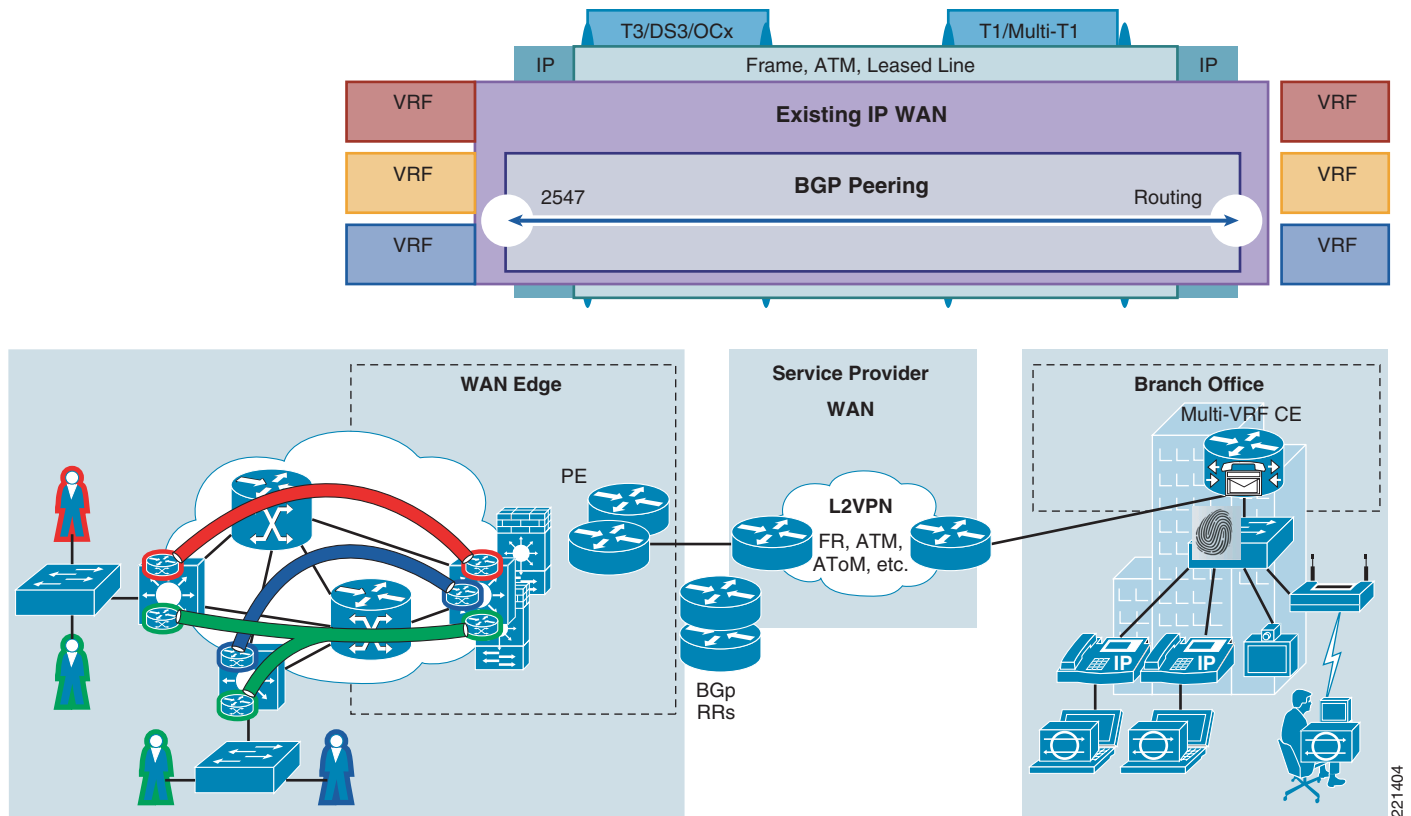 T3/DS3/OCx
T1/Multi-T1
IP
Frame, ATM, Leased Line
IP
VRF
Existing IP WAN
VRF
VRF
BGP Peering
VRF
2547
Routing
VRF
VRF
WAN Edge
Service Provider
WAN
Branch Office
Multi-VRF CE
PE
L2VPN
FR, ATM,
AToM, etc.
IP
IP
BGp
RRs
221404